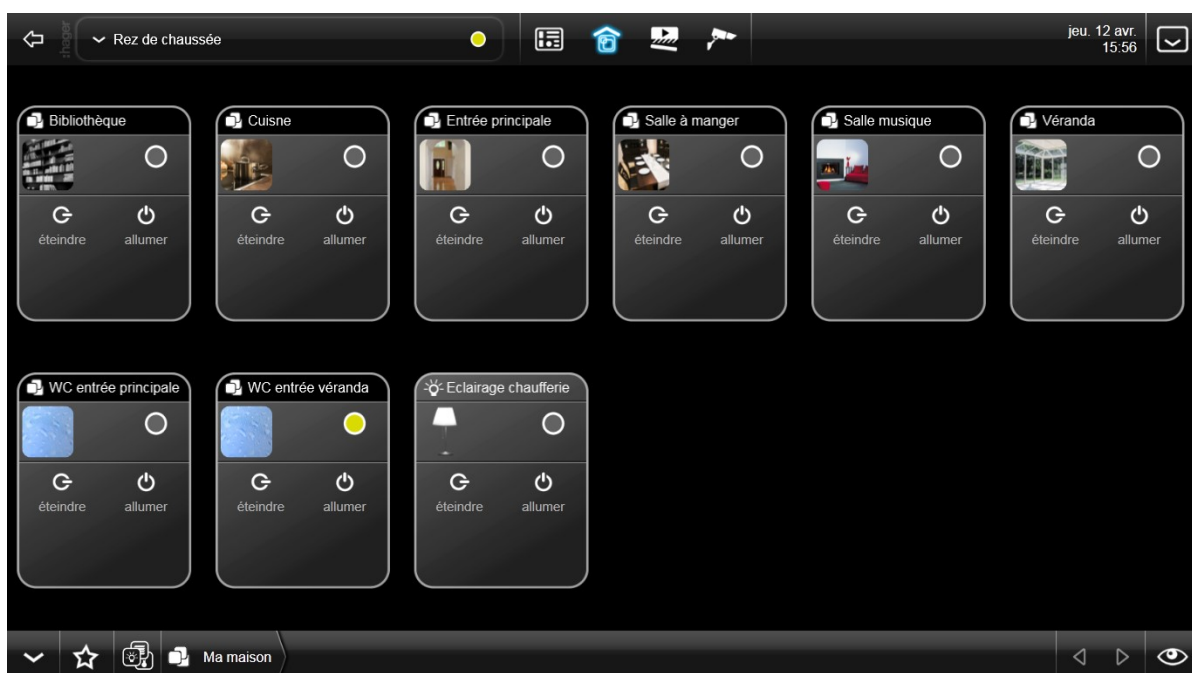 :hager
Rez de chaussée
jeu. 12 avr.
15:56
Bibliothèque
éteindre allumer
Cuisne
éteindre allumer
Entrée principale
éteindre allumer
Salle à manger
éteindre allumer
Salle musique
éteindre allumer
Véranda
éteindre allumer
WC entrée principale
éteindre allumer
WC entrée véranda
éteindre allumer
Eclairage chaufferie
éteindre allumer
Ma maison